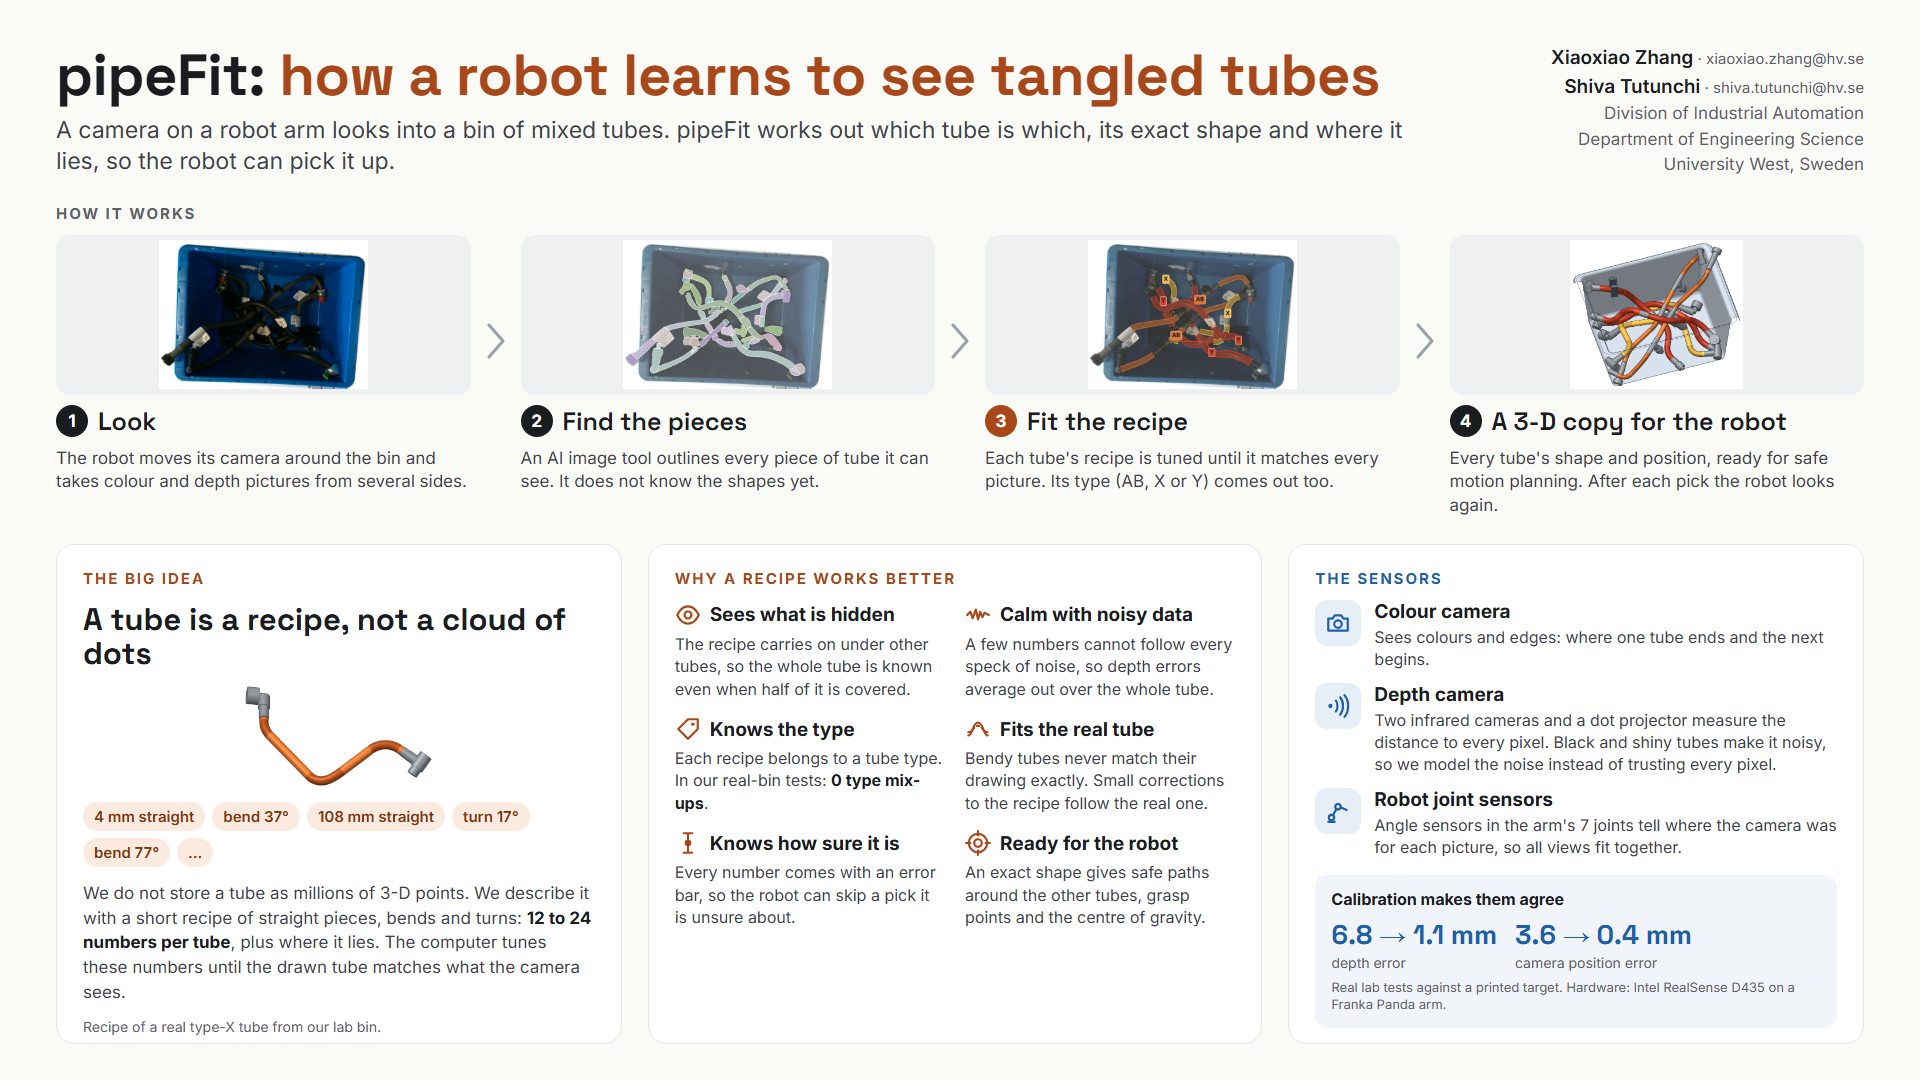 pipeFit: how a robot learns to see tangled tubes
A camera on a robot arm looks into a bin of mixed tubes. pipeFit works out which tube is which, its exact shape and where it
lies, so the robot can pick it up.
Xiaoxiao Zhang · xiaoxiao.zhang@hv.se
Shiva Tutunchi · shiva.tutunchi@hv.se
Division of Industrial Automation
Department of Engineering Science
University West, Sweden
HOW IT WORKS
X
Y
AB
X
AB
Y
Y
1 Look
The robot moves its camera around the bin and
takes colour and depth pictures from several sides.
2 Find the pieces
An AI image tool outlines every piece of tube it can
see. It does not know the shapes yet.
3 Fit the recipe
Each tube's recipe is tuned until it matches every
picture. Its type (AB, X or Y) comes out too.
4 A 3-D copy for the robot
Every tube's shape and position, ready for safe
motion planning. After each pick the robot looks
again.
THE BIG IDEA
A tube is a recipe, not a cloud of
dots
4 mm straight bend 37° 108 mm straight turn 17°
bend 77° ...
We do not store a tube as millions of 3-D points. We describe it
with a short recipe of straight pieces, bends and turns: 12 to 24
numbers per tube, plus where it lies. The computer tunes
these numbers until the drawn tube matches what the camera
sees.
Recipe of a real type-X tube from our lab bin.
WHY A RECIPE WORKS BETTER
Sees what is hidden
The recipe carries on under other
tubes, so the whole tube is known
even when half of it is covered.
Calm with noisy data
A few numbers cannot follow every
speck of noise, so depth errors
average out over the whole tube.
Knows the type
Each recipe belongs to a tube type.
In our real-bin tests: 0 type mix-
ups.
Fits the real tube
Bendy tubes never match their
drawing exactly. Small corrections
to the recipe follow the real one.
Knows how sure it is
Every number comes with an error
bar, so the robot can skip a pick it
is unsure about.
Ready for the robot
An exact shape gives safe paths
around the other tubes, grasp
points and the centre of gravity.
THE SENSORS
Colour camera
Sees colours and edges: where one tube ends and the next
begins.
Depth camera
Two infrared cameras and a dot projector measure the
distance to every pixel. Black and shiny tubes make it noisy,
so we model the noise instead of trusting every pixel.
Robot joint sensors
Angle sensors in the arm's 7 joints tell where the camera was
for each picture, so all views fit together.
Calibration makes them agree
6.8 → 1.1 mm 3.6 → 0.4 mm
depth error camera position error
Real lab tests against a printed target. Hardware: Intel RealSense D435 on a
Franka Panda arm.